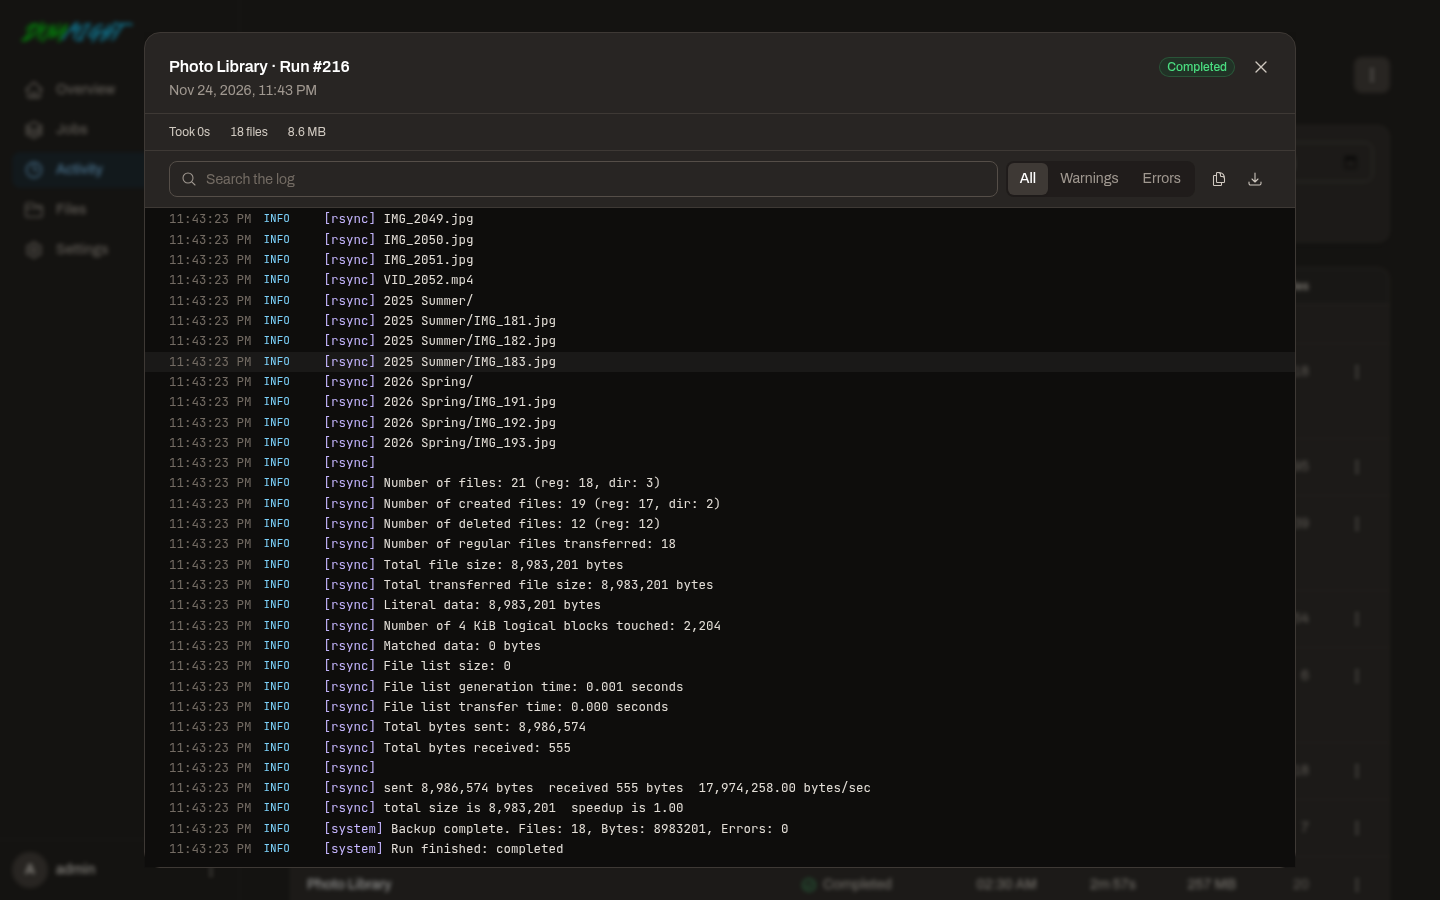 Overview
Jobs
Activity
Files
Settings
A
admin
Photo Library · Run #216
Completed
Nov 24, 2026, 11:43 PM
Took 0s 18 files 8.6 MB
Search the log
All Warnings Errors
11:43:23 PM INFO [rsync] IMG_2049.jpg
11:43:23 PM INFO [rsync] IMG_2050.jpg
11:43:23 PM INFO [rsync] IMG_2051.jpg
11:43:23 PM INFO [rsync] VID_2052.mp4
11:43:23 PM INFO [rsync] 2025 Summer/
11:43:23 PM INFO [rsync] 2025 Summer/IMG_181.jpg
11:43:23 PM INFO [rsync] 2025 Summer/IMG_182.jpg
11:43:23 PM INFO [rsync] 2025 Summer/IMG_183.jpg
11:43:23 PM INFO [rsync] 2026 Spring/
11:43:23 PM INFO [rsync] 2026 Spring/IMG_191.jpg
11:43:23 PM INFO [rsync] 2026 Spring/IMG_192.jpg
11:43:23 PM INFO [rsync] 2026 Spring/IMG_193.jpg
11:43:23 PM INFO [rsync]
11:43:23 PM INFO [rsync] Number of files: 21 (reg: 18, dir: 3)
11:43:23 PM INFO [rsync] Number of created files: 19 (reg: 17, dir: 2)
11:43:23 PM INFO [rsync] Number of deleted files: 12 (reg: 12)
11:43:23 PM INFO [rsync] Number of regular files transferred: 18
11:43:23 PM INFO [rsync] Total file size: 8,983,201 bytes
11:43:23 PM INFO [rsync] Total transferred file size: 8,983,201 bytes
11:43:23 PM INFO [rsync] Literal data: 8,983,201 bytes
11:43:23 PM INFO [rsync] Number of 4 KiB logical blocks touched: 2,204
11:43:23 PM INFO [rsync] Matched data: 0 bytes
11:43:23 PM INFO [rsync] File list size: 0
11:43:23 PM INFO [rsync] File list generation time: 0.001 seconds
11:43:23 PM INFO [rsync] File list transfer time: 0.000 seconds
11:43:23 PM INFO [rsync] Total bytes sent: 8,986,574
11:43:23 PM INFO [rsync] Total bytes received: 555
11:43:23 PM INFO [rsync]
11:43:23 PM INFO [rsync] sent 8,986,574 bytes  received 555 bytes  17,974,258.00 bytes/sec
11:43:23 PM INFO [rsync] total size is 8,983,201  speedup is 1.00
11:43:23 PM INFO [system] Backup complete. Files: 18, Bytes: 8983201, Errors: 0
11:43:23 PM INFO [system] Run finished: completed
Photo Library Completed 02:30 AM 2m 57s 257 MB 20